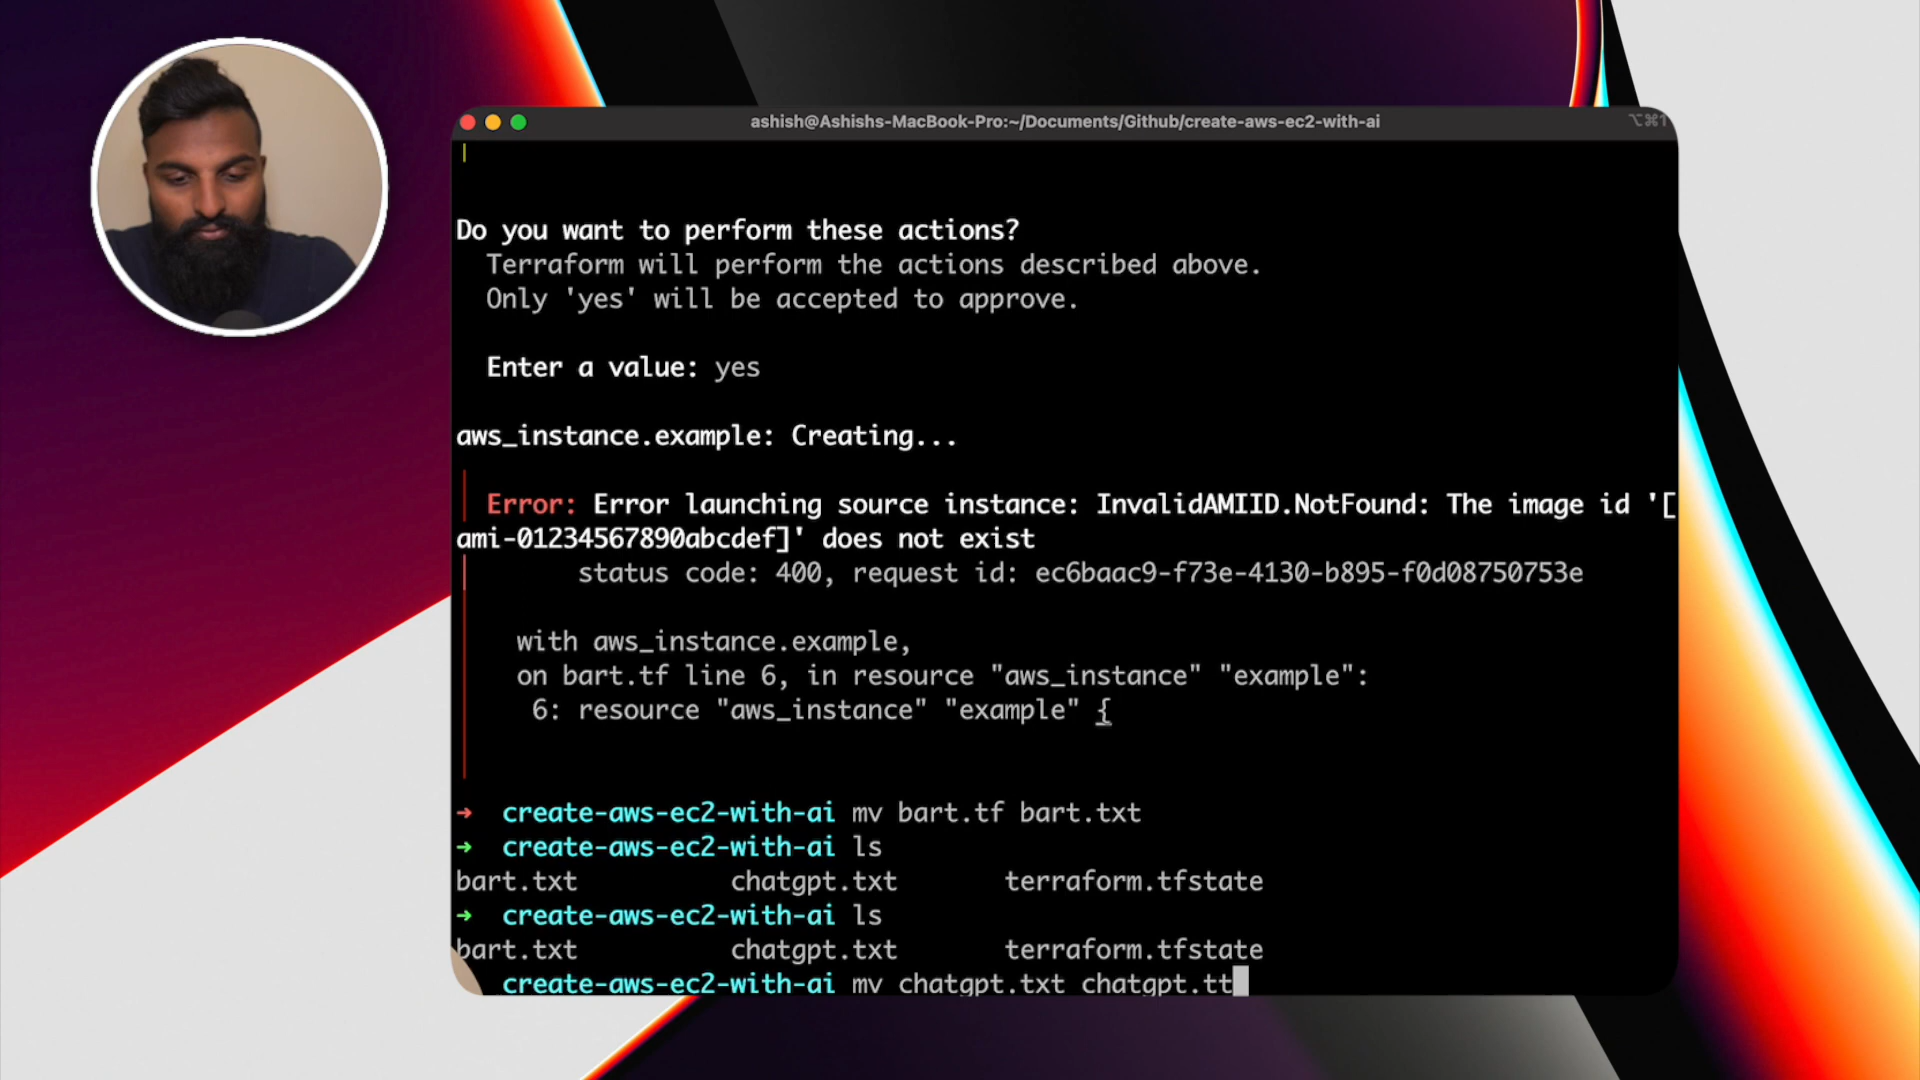 ashish@Ashishs-MacBook-Pro:~/Documents/Github/create-aws-ec2-with-ai ⌥⌘1
Do you want to perform these actions?
Terraform will perform the actions described above.
Only 'yes' will be accepted to approve.
Enter a value: yes
aws_instance.example: Creating...
Error: Error launching source instance: InvalidAMIID.NotFound: The image id '[
ami-01234567890abcdef]' does not exist
status code: 400, request id: ec6baac9-f73e-4130-b895-f0d08750753e
with aws_instance.example,
on bart.tf line 6, in resource "aws_instance" "example":
6: resource "aws_instance" "example" {
→ create-aws-ec2-with-ai mv bart.tf bart.txt
→ create-aws-ec2-with-ai ls
bart.txt chatgpt.txt terraform.tfstate
→ create-aws-ec2-with-ai ls
bart.txt chatgpt.txt terraform.tfstate
create-aws-ec2-with-ai mv chatgpt.txt chatgpt.tt